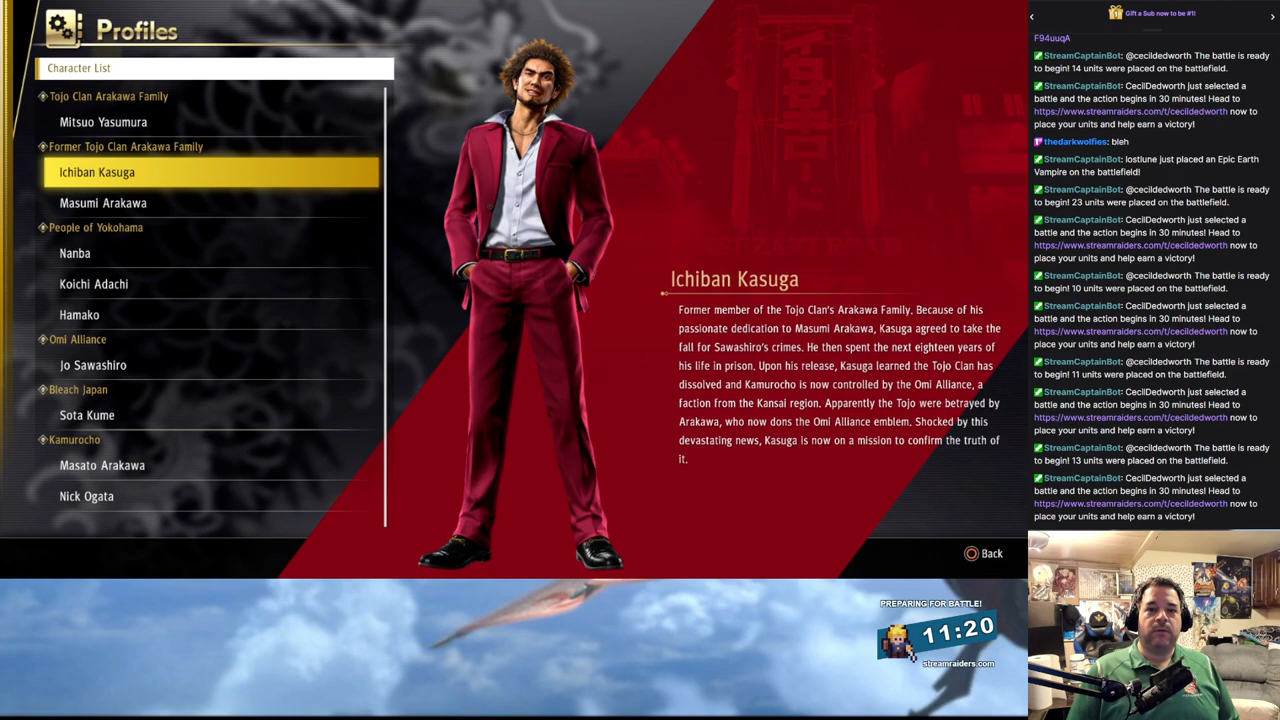 Profiles
Character List
Tojo Clan Arakawa Family
Mitsuo Yasumura
Former Tojo Clan Arakawa Family
Ichiban Kasuga
Masumi Arakawa
People of Yokohama
Nanba
Koichi Adachi
Hamako
Omi Alliance
Jo Sawashiro
Bleach Japan
Sota Kume
Kamurocho
Masato Arakawa
Nick Ogata
Ichiban Kasuga
Former member of the Tojo Clan's Arakawa Family. Because of his
passionate dedication to Masumi Arakawa, Kasuga agreed to take the
fall for Sawashiro's crimes. He then spent the next eighteen years of
his life in prison. Upon his release, Kasuga learned the Tojo Clan has
dissolved and Kamurocho is now controlled by the Omi Alliance, a
faction from the Kansai region. Apparently the Tojo were betrayed by
Arakawa, who now dons the Omi Alliance emblem. Shocked by this
devastating news, Kasuga is now on a mission to confirm the truth of
it.
Back
PREPARING FOR BATTLE!
11:20
streamraiders.com
Gift a Sub now to be #1!
F94uuqA
StreamCaptainBot: @cecildedworth The battle is ready
to begin! 14 units were placed on the battlefield.
StreamCaptainBot: CecilDedworth just selected a
battle and the action begins in 30 minutes! Head to
https://www.streamraiders.com/t/cecildedworth now to
place your units and help earn a victory!
thedarkwolfies: bleh
StreamCaptainBot: lostlune just placed an Epic Earth
Vampire on the battlefield!
StreamCaptainBot: @cecildedworth The battle is ready
to begin! 23 units were placed on the battlefield.
StreamCaptainBot: CecilDedworth just selected a
battle and the action begins in 30 minutes! Head to
https://www.streamraiders.com/t/cecildedworth now to
place your units and help earn a victory!
StreamCaptainBot: @cecildedworth The battle is ready
to begin! 10 units were placed on the battlefield.
StreamCaptainBot: CecilDedworth just selected a
battle and the action begins in 30 minutes! Head to
https://www.streamraiders.com/t/cecildedworth now to
place your units and help earn a victory!
StreamCaptainBot: @cecildedworth The battle is ready
to begin! 11 units were placed on the battlefield.
StreamCaptainBot: CecilDedworth just selected a
battle and the action begins in 30 minutes! Head to
https://www.streamraiders.com/t/cecildedworth now to
place your units and help earn a victory!
StreamCaptainBot: @cecildedworth The battle is ready
to begin! 13 units were placed on the battlefield.
StreamCaptainBot: CecilDedworth just selected a
battle and the action begins in 30 minutes! Head to
https://www.streamraiders.com/t/cecildedworth now to
place your units and help earn a victory!